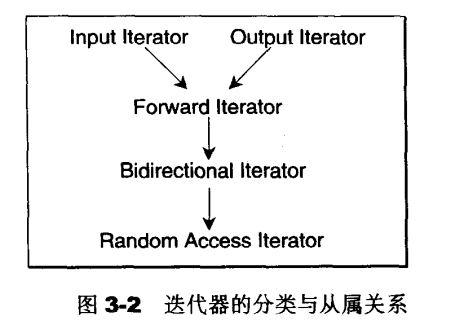 Input Iterator Output Iterator
Forward Iterator
Bidirectional Iterator
Random Access Iterator
图 3-2 迭代器的分类与从属关系